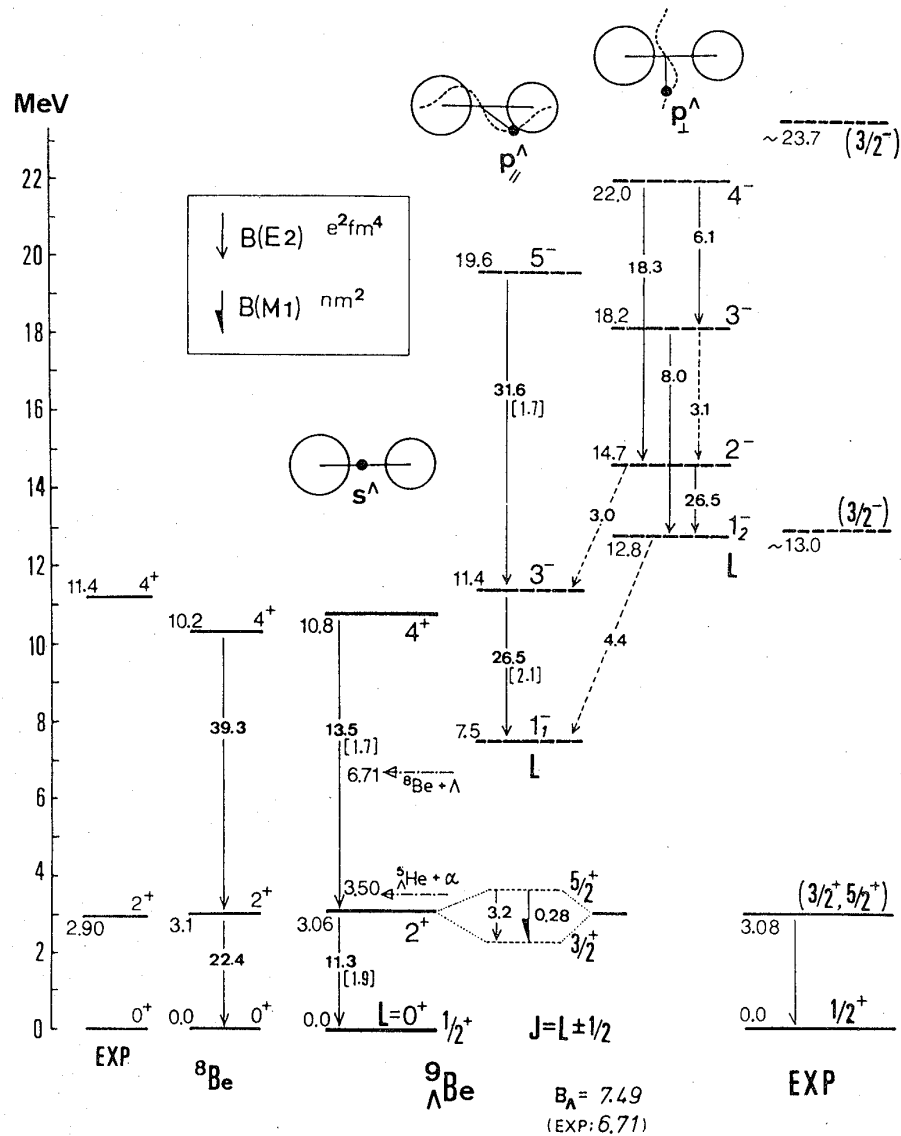 MeV
22
20
18
16
14
12
10
8
6
4
2
0
B(E2) e²fm⁴
B(M1) nm²
p∥^Λ
p⊥^Λ
s^Λ
11.4 4⁺
2⁺
2.90
0⁺
EXP
10.2 4⁺
39.3
3.1 2⁺
22.4
0.0 0⁺
⁸Be
10.8 4⁺
13.5
[1.7]
6.71 ⁸Be + Λ
3.50 ⁵ΛHe + α
3.06 2⁺
11.3
[1.9]
0.0 L=0⁺ 1/2⁺
⁹ΛBe
5/2⁺
3.2 0.28
3/2⁺
J=L±1/2
19.6 5⁻
31.6
[1.7]
11.4 3⁻
26.5
[2.1]
7.5 1₁⁻
L
22.0 4⁻
18.3 6.1
18.2 3⁻
8.0 3.1
14.7 2⁻
3.0 26.5
12.8 1₂⁻
L
4.4
~23.7 (3/2⁻)
(3/2⁻)
~13.0
(3/2⁺, 5/2⁺)
3.08
0.0 1/2⁺
EXP
B_Λ = 7.49
(EXP: 6.71)